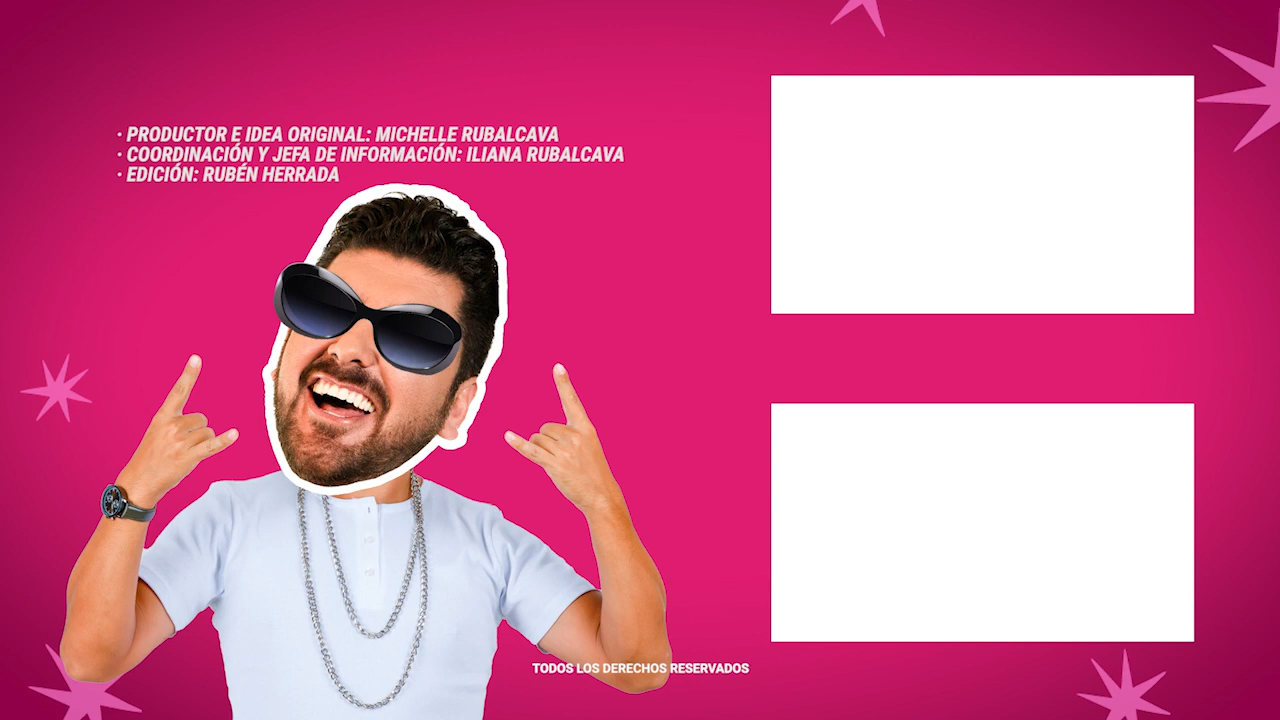 · PRODUCTOR E IDEA ORIGINAL: MICHELLE RUBALCAVA
· COORDINACIÓN Y JEFA DE INFORMACIÓN: ILIANA RUBALCAVA
· EDICIÓN: RUBÉN HERRADA
TODOS LOS DERECHOS RESERVADOS